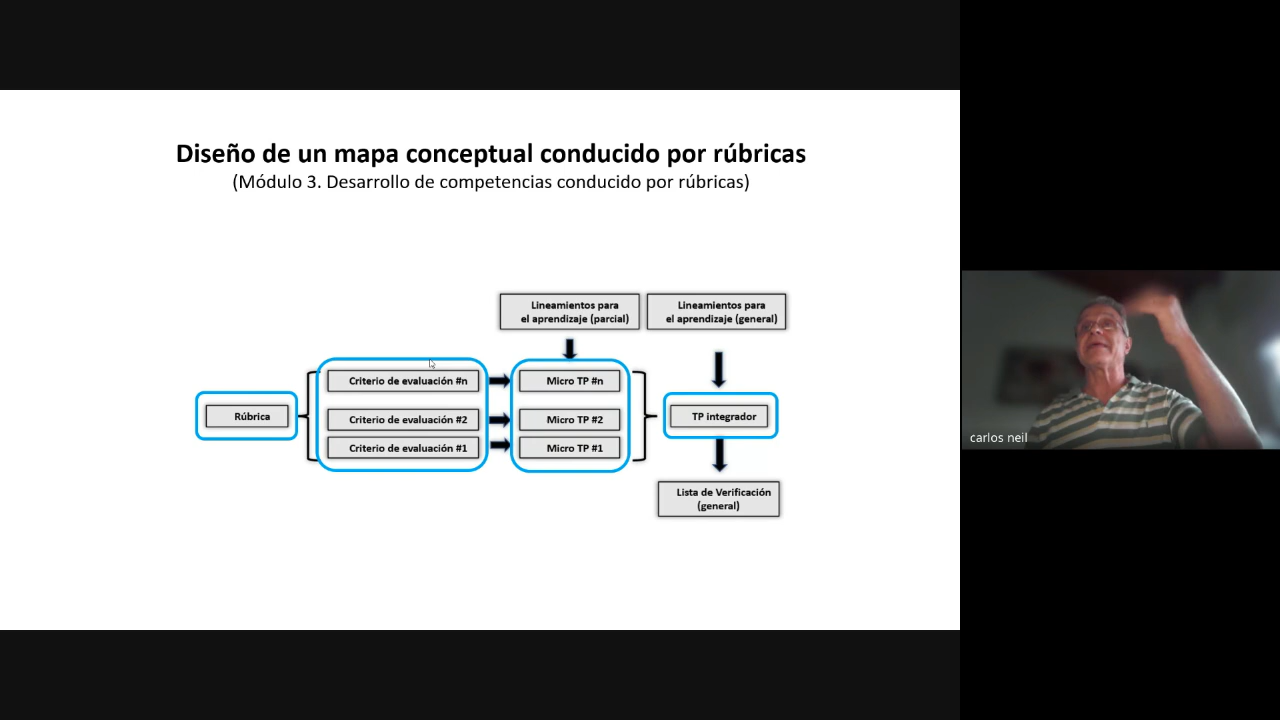 Diseño de un mapa conceptual conducido por rúbricas
(Módulo 3. Desarrollo de competencias conducido por rúbricas)
Lineamientos para
el aprendizaje (parcial)
Lineamientos para
el aprendizaje (general)
Rúbrica
Criterio de evaluación #n
Criterio de evaluación #2
Criterio de evaluación #1
Micro TP #n
Micro TP #2
Micro TP #1
TP integrador
Lista de Verificación
(general)
carlos neil